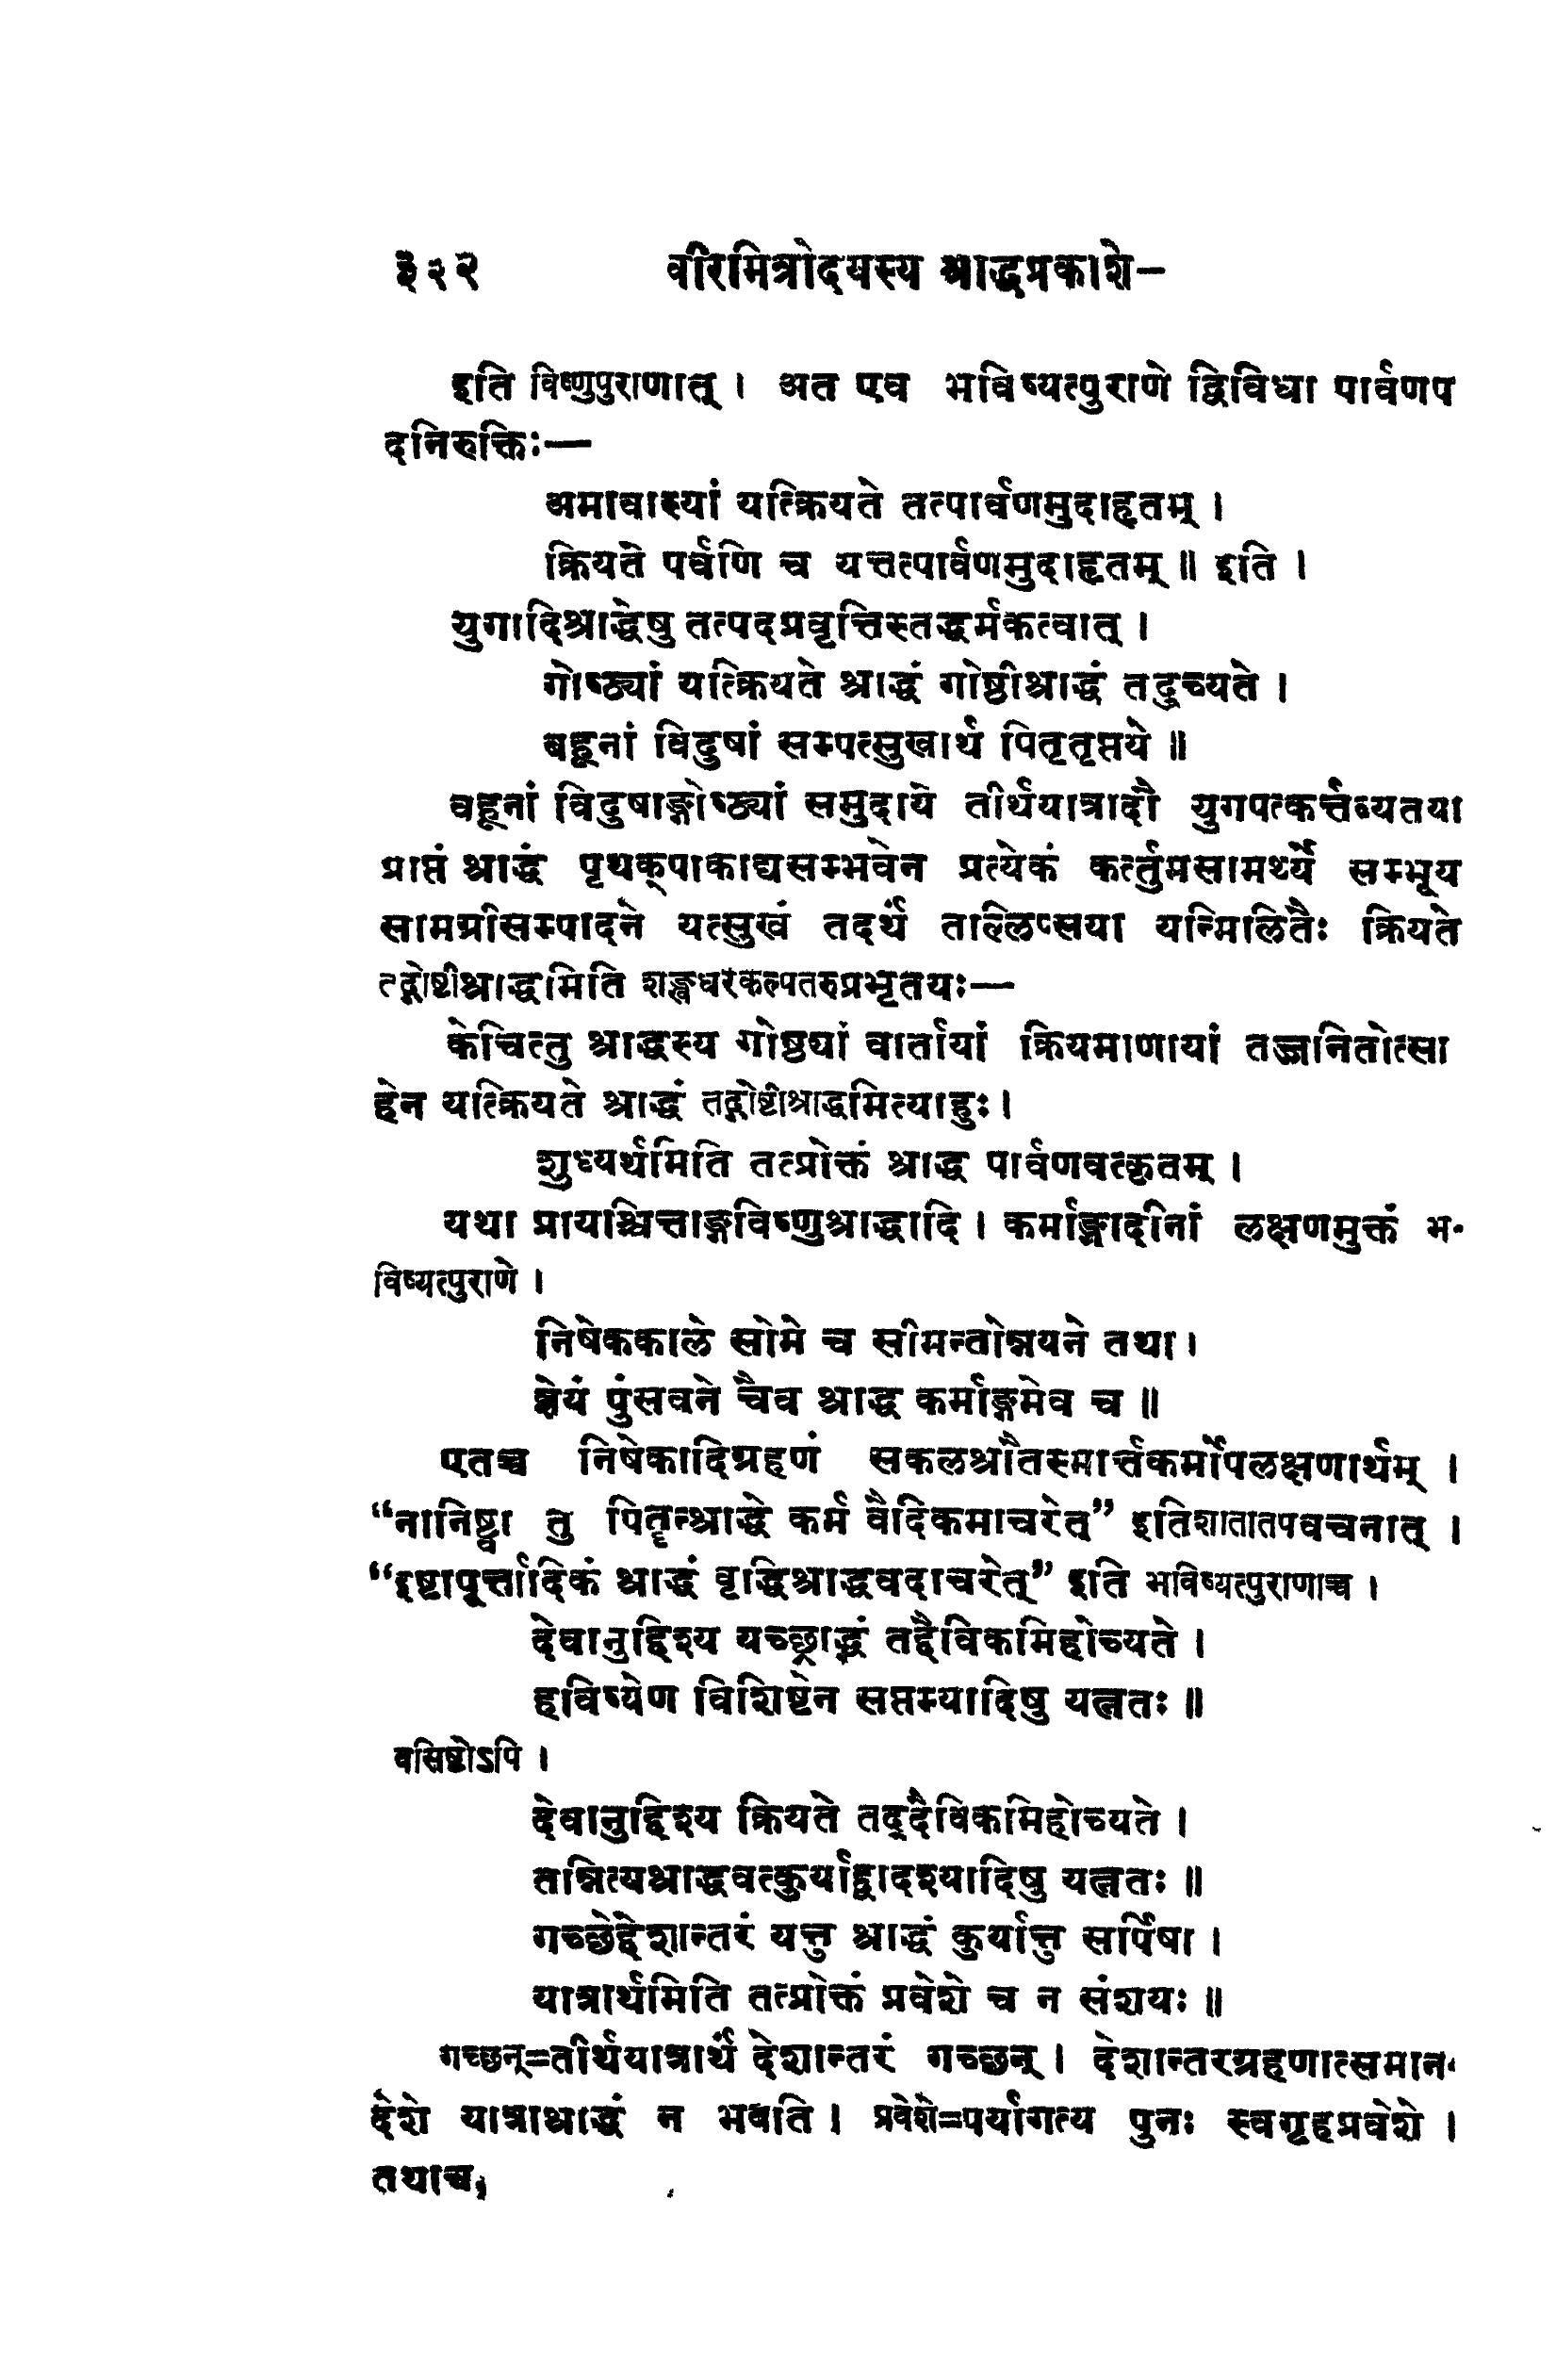 ३२२ वीरमित्रोदयस्य श्राद्धप्रकाशे-
इति विष्णुपुराणात् । अत एव भविष्यत्पुराणे द्विविधा पार्वणप
दनिरुक्तिः—
अमावास्यां यत्क्रियते तत्पार्वणमुदाहृतम् ।
क्रियते पर्वणि च यत्तत्पार्वणमुदाहृतम् ॥ इति ।
युगादिश्राद्धेषु तत्पदप्रवृत्तिस्तद्धर्मकत्वात् ।
गोष्ठ्यां यत्क्रियते श्राद्धं गोष्ठीश्राद्धं तदुच्यते ।
बहूनां विदुषां सम्पत्सुखार्थं पितृतृप्तये ॥
वहूनां विदुषाङ्गोष्ठ्यां समुदाये तीर्थयात्रादौ युगपत्कर्त्तव्यतया
प्राप्तं श्राद्धं पृथक्पाकाद्यसम्भवेन प्रत्येकं कर्त्तुमसामर्थ्ये सम्भूय
सामग्रीसम्पादने यत्सुखं तदर्थं ताल्लिप्सया यन्मिलितैः क्रियते
तद्गोष्टीश्राद्धमिति शङ्खधरकल्पतरुप्रभृतयः—
केचित्तु श्राद्धस्य गोष्ठयां वार्तायां क्रियमाणायां तज्जनितोत्सा
हेन यत्क्रियते श्राद्धं तद्गोष्टीश्राद्धमित्याहुः ।
शुध्यर्थमिति तत्प्रोक्तं श्राद्ध पार्वणवत्कृतम् ।
यथा प्रायश्चित्ताङ्गविष्णुश्राद्धादि । कर्माङ्गादीनां लक्षणमुक्तं भ-
विष्यत्पुराणे ।
निषेककाले सोमे च सीमन्तोन्नयने तथा ।
ज्ञेयं पुंसवने चैव श्राद्ध कर्माङ्गमेव च ॥
एतच्च निषेकादिग्रहणं सकलश्रौतस्मार्त्तकर्मोपलक्षणार्थम् ।
“नानिष्ट्वा तु पितॄन्श्राद्धे कर्म वैदिकमाचरेत्” इतिशातातपवचनात् ।
“इष्टापूर्त्तादिकं श्राद्धं वृद्धिश्राद्धवदाचरेत्” इति भविष्यत्पुराणाच्च ।
देवानुद्दिश्य यच्छ्राद्धं तद्दैविकमिहोच्यते ।
हविष्येण विशिष्टेन सप्तम्यादिषु यत्नतः ॥
वसिष्ठोऽपि ।
देवानुद्दिश्य क्रियते तद्दैविकमिहोच्यते ।
तन्नित्यश्राद्धवत्कुर्याद्वादश्यादिषु यत्नतः ॥
गच्छेद्देशान्तरं यत्तु श्राद्धं कुर्यात्तु सर्पिषा ।
यात्रार्थमिति तत्प्रोक्तं प्रवेशे च न संशयः ॥
गच्छन्=तीर्थयात्रार्थं देशान्तरं गच्छन् । देशान्तरग्रहणात्समान-
देशे यात्राश्राद्धं न भवति । प्रवेशे=पर्यागत्य पुनः स्वगृहप्रवेशे ।
तथाच,